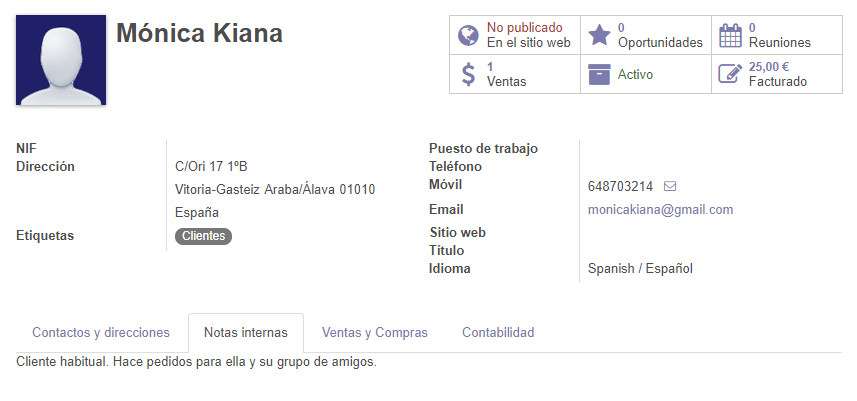 Mónica Kiana
No publicado
En el sitio web
0
Oportunidades
0
Reuniones
1
Ventas
Activo
25,00 €
Facturado
NIF
Dirección
C/Ori 17 1ºB
Vitoria-Gasteiz Araba/Álava 01010
España
Etiquetas
Clientes
Puesto de trabajo
Teléfono
Móvil
648703214
Email
monicakiana@gmail.com
Sitio web
Título
Idioma
Spanish / Español
Contactos y direcciones
Notas internas
Ventas y Compras
Contabilidad
Cliente habitual. Hace pedidos para ella y su grupo de amigos.